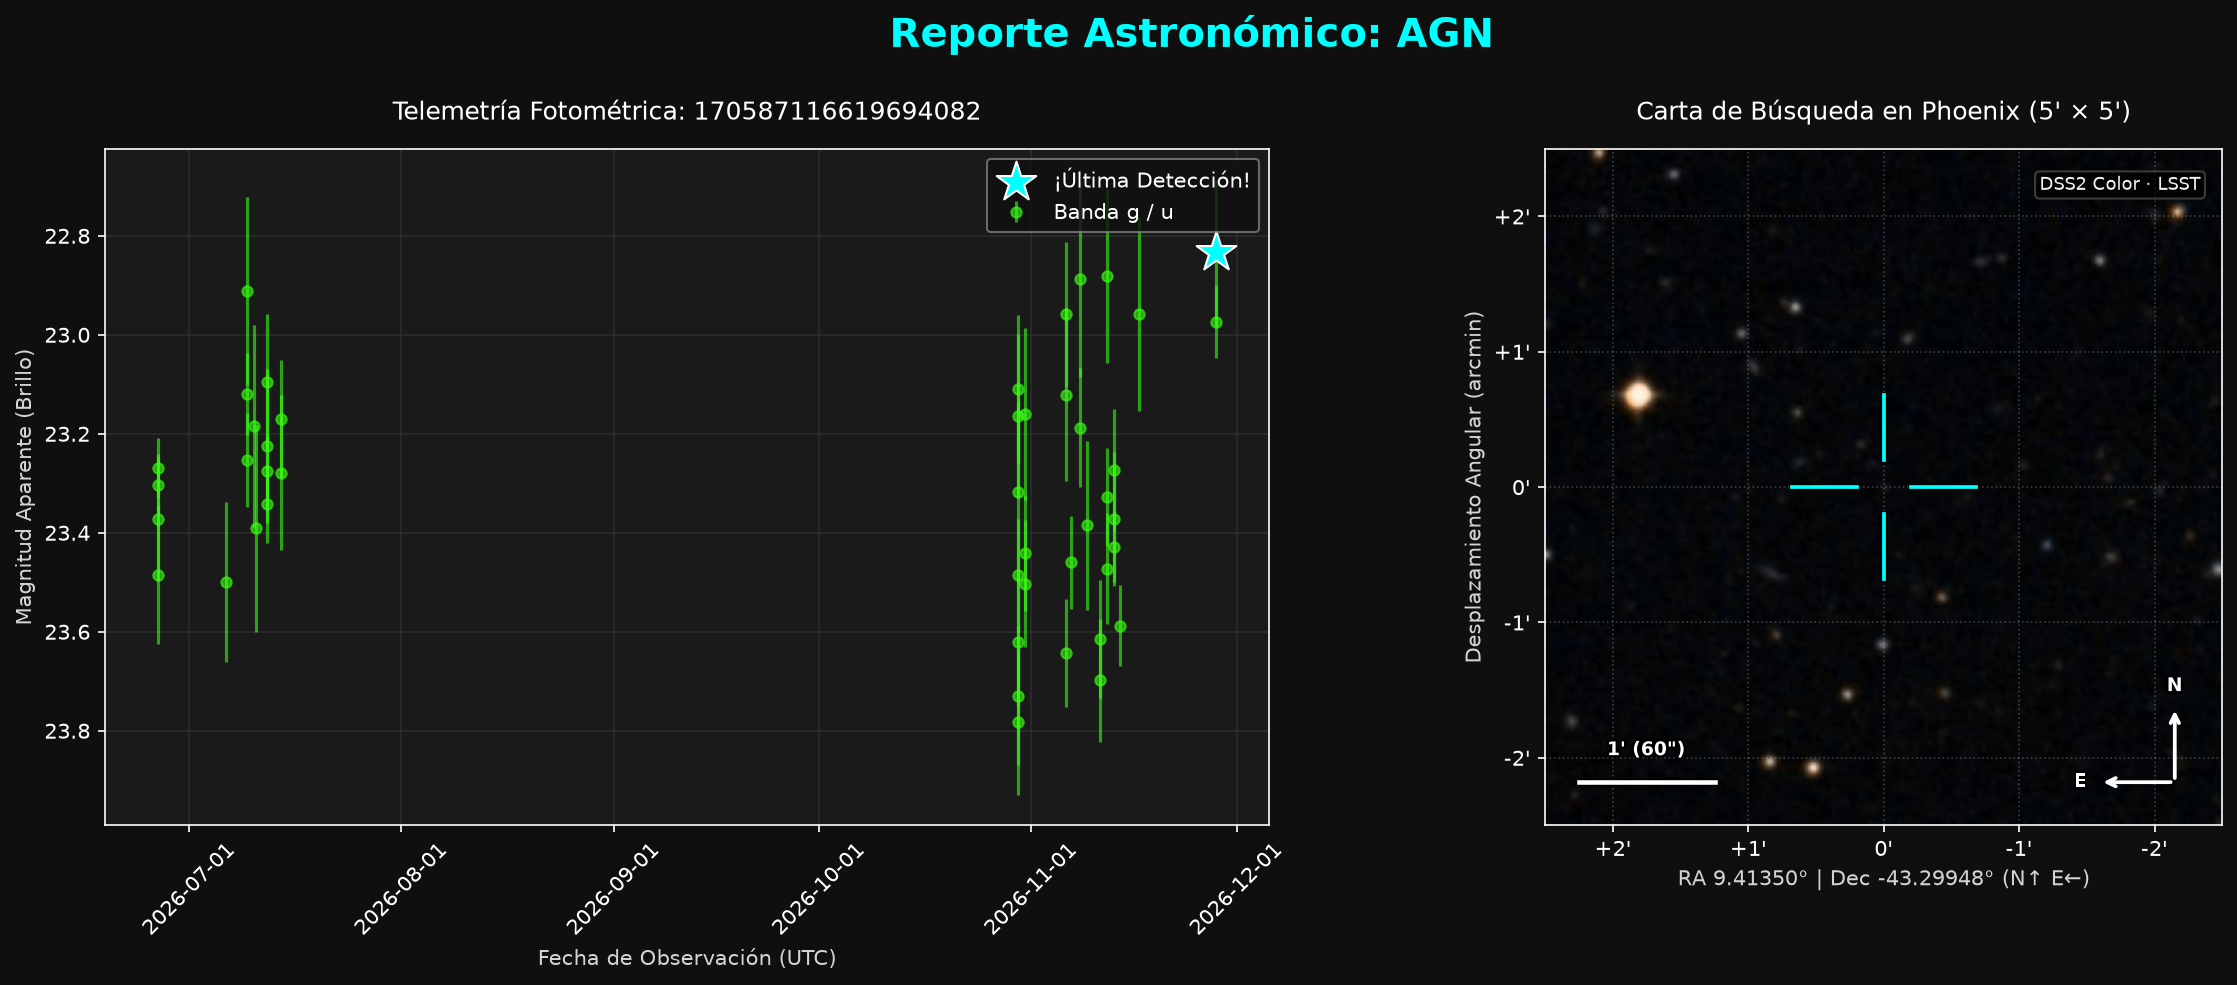 Reporte Astronómico: AGN
Telemetría Fotométrica: 170587116619694082
¡Última Detección!
Banda g / u
Magnitud Aparente (Brillo)
22.8
23.0
23.2
23.4
23.6
23.8
2026-07-01
2026-08-01
2026-09-01
2026-10-01
2026-11-01
2026-12-01
Fecha de Observación (UTC)
Carta de Búsqueda en Phoenix (5' × 5')
DSS2 Color · LSST
Desplazamiento Angular (arcmin)
+2'
+1'
0'
-1'
-2'
N
E
1' (60")
+2'
+1'
0'
-1'
-2'
RA 9.41350° | Dec -43.29948° (N↑ E←)